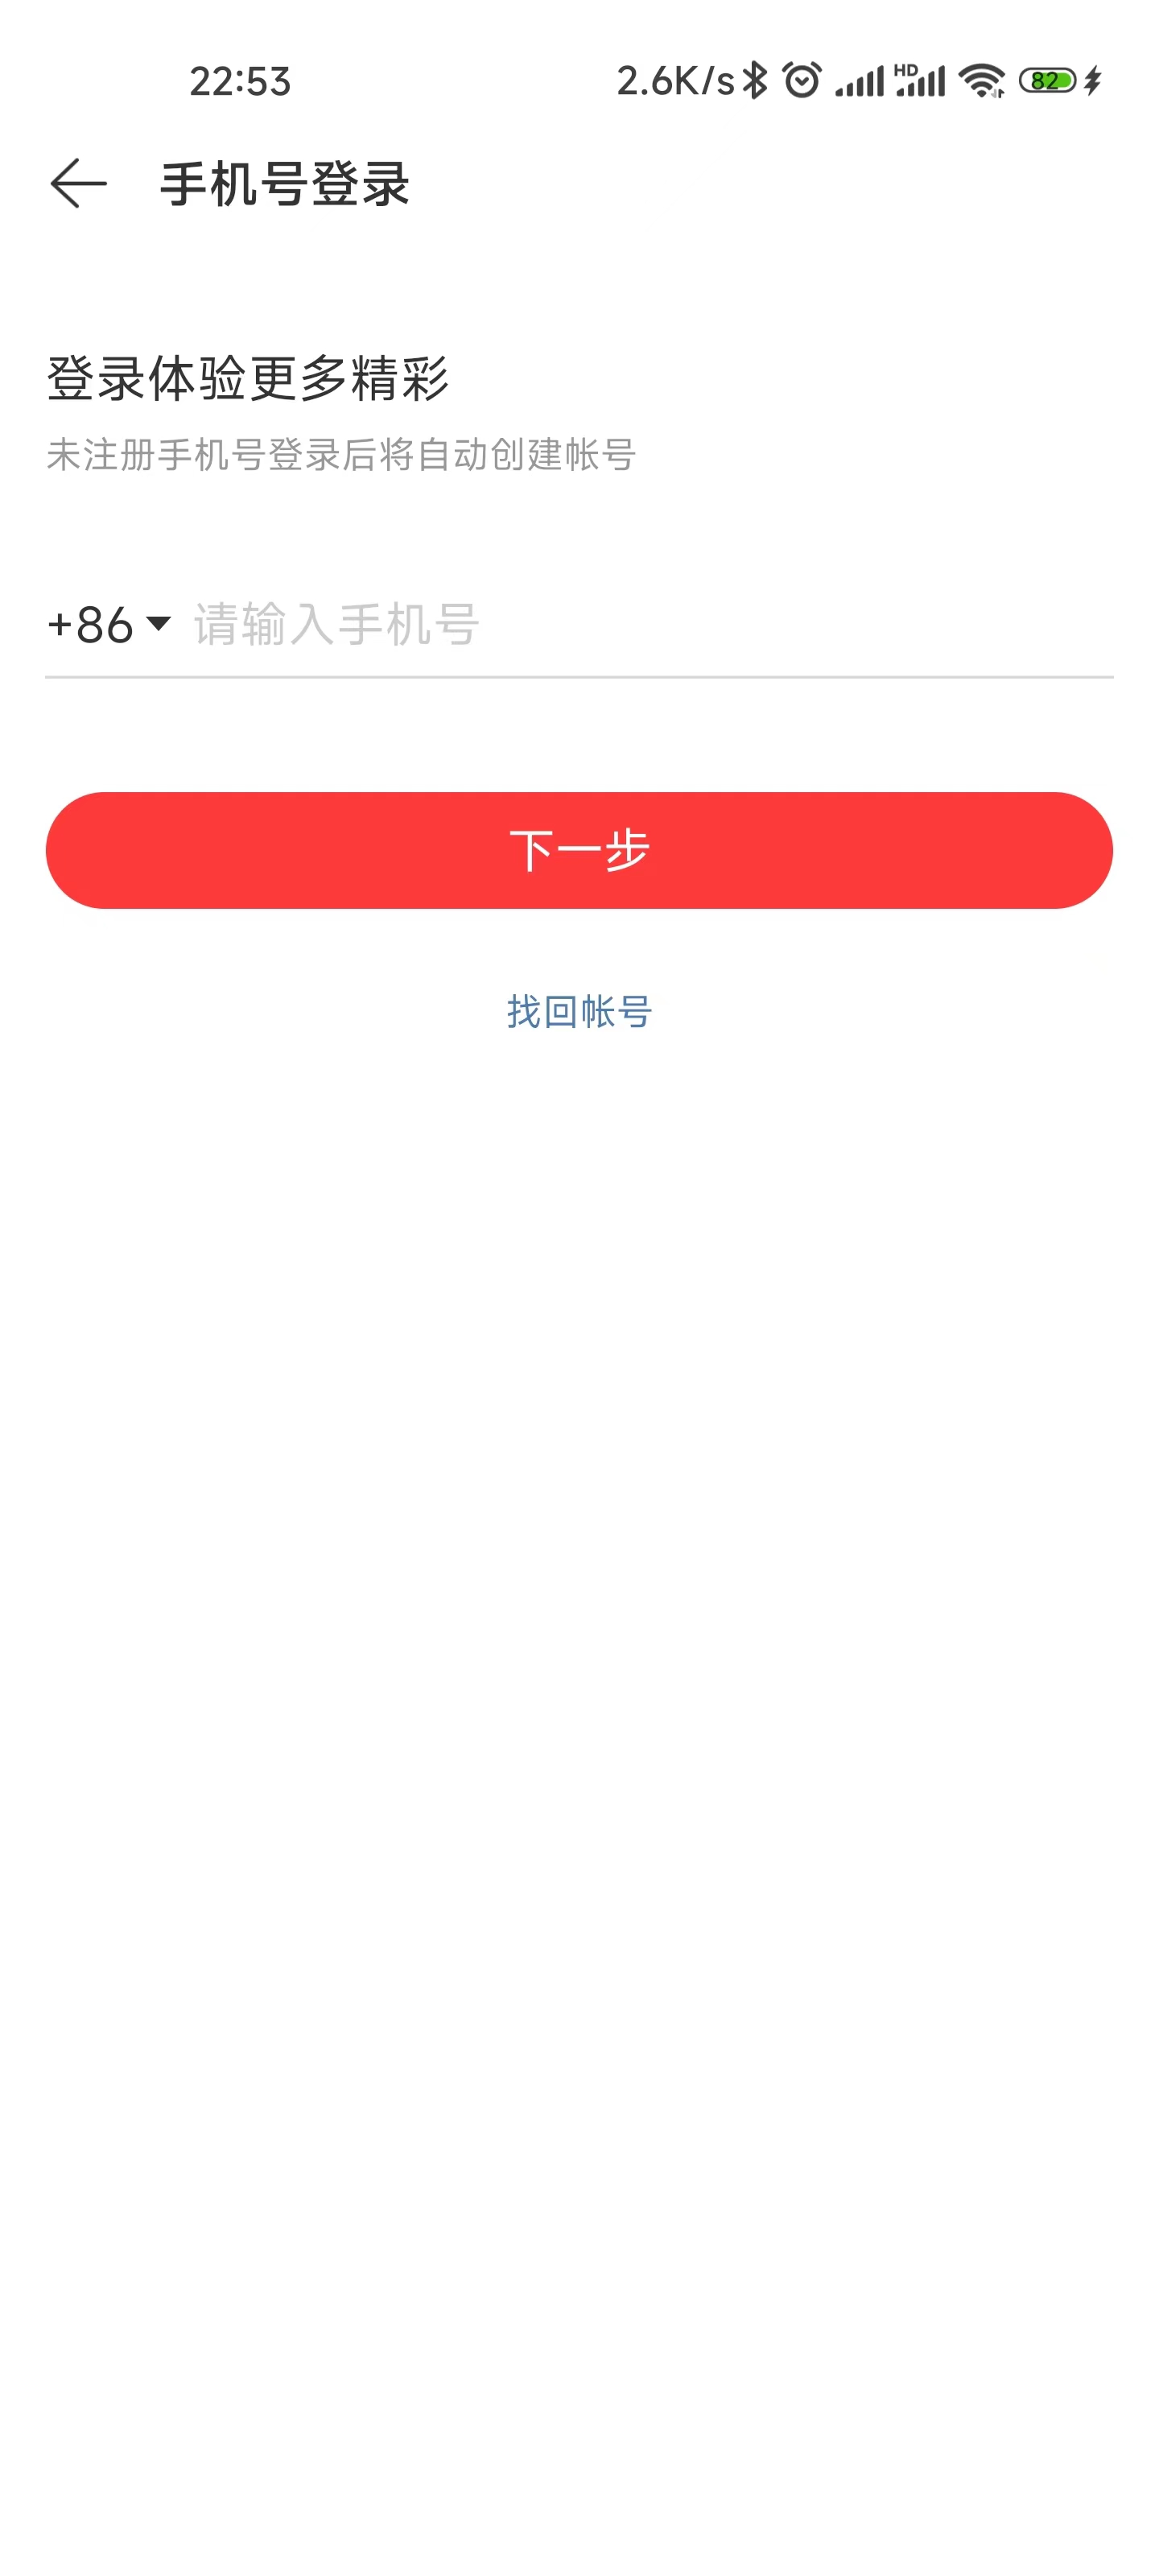 22:53 2.6K/s HD 82
手机号登录
登录体验更多精彩
未注册手机号登录后将自动创建帐号
+86 请输入手机号
下一步
找回帐号